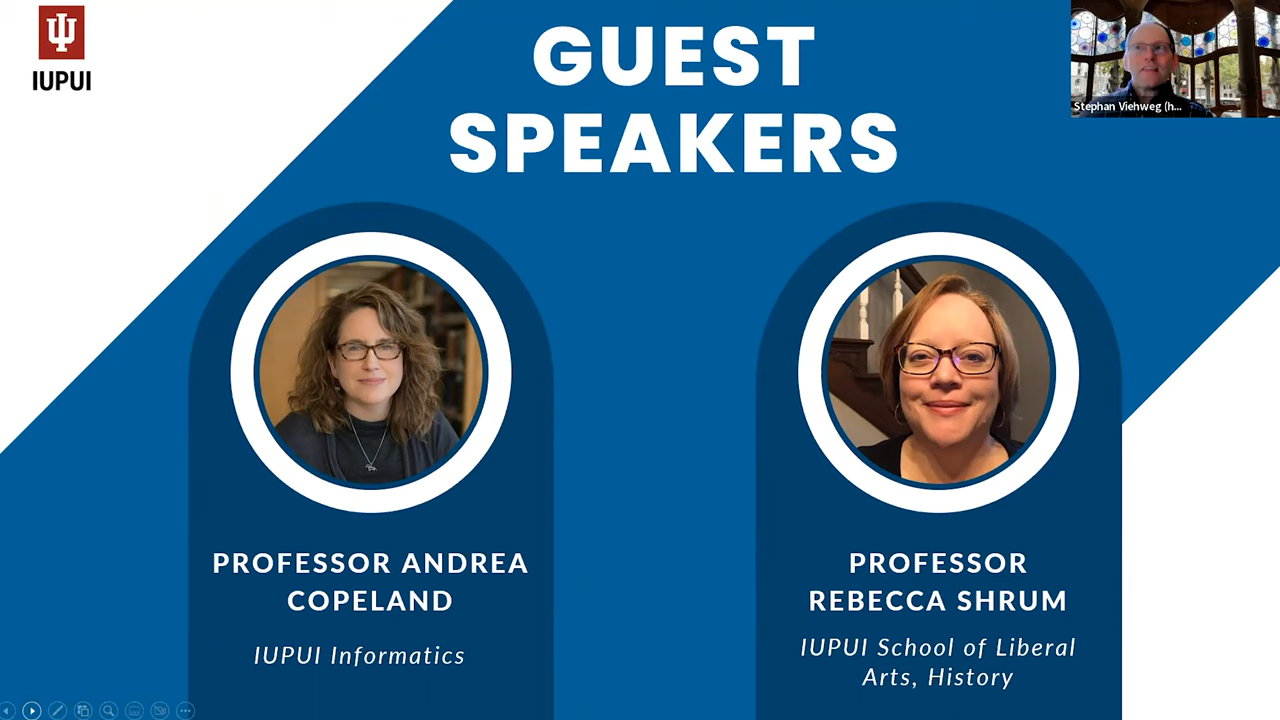 IUPUI
GUEST
SPEAKERS
Stephan Viehweg (h...
PROFESSOR ANDREA
COPELAND
IUPUI Informatics
PROFESSOR
REBECCA SHRUM
IUPUI School of Liberal
Arts, History